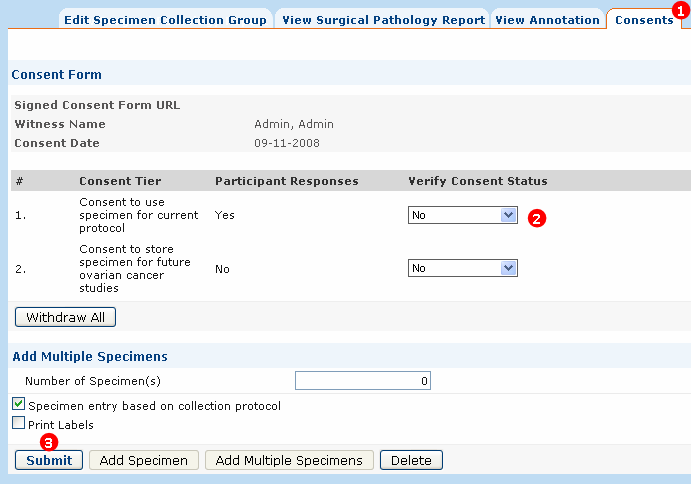 Edit Specimen Collection Group View Surgical Pathology Report View Annotation Consents 1
Consent Form
Signed Consent Form URL
Witness Name Admin, Admin
Consent Date 09-11-2008
# Consent Tier Participant Responses Verify Consent Status
1. Consent to use specimen for current protocol Yes No 2
2. Consent to store specimen for future ovarian cancer studies No No
Withdraw All
Add Multiple Specimens
Number of Specimen(s) 0
Specimen entry based on collection protocol
Print Labels
3
Submit Add Specimen Add Multiple Specimens Delete